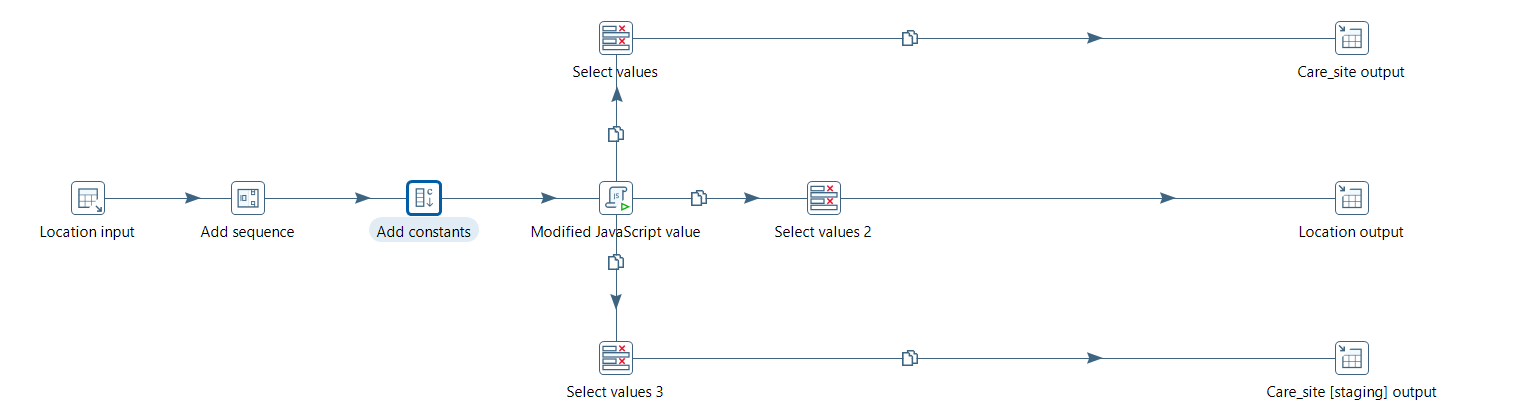 Select values
Care_site output
Location input
Add sequence
Add constants
Modified JavaScript value
Select values 2
Location output
Select values 3
Care_site [staging] output